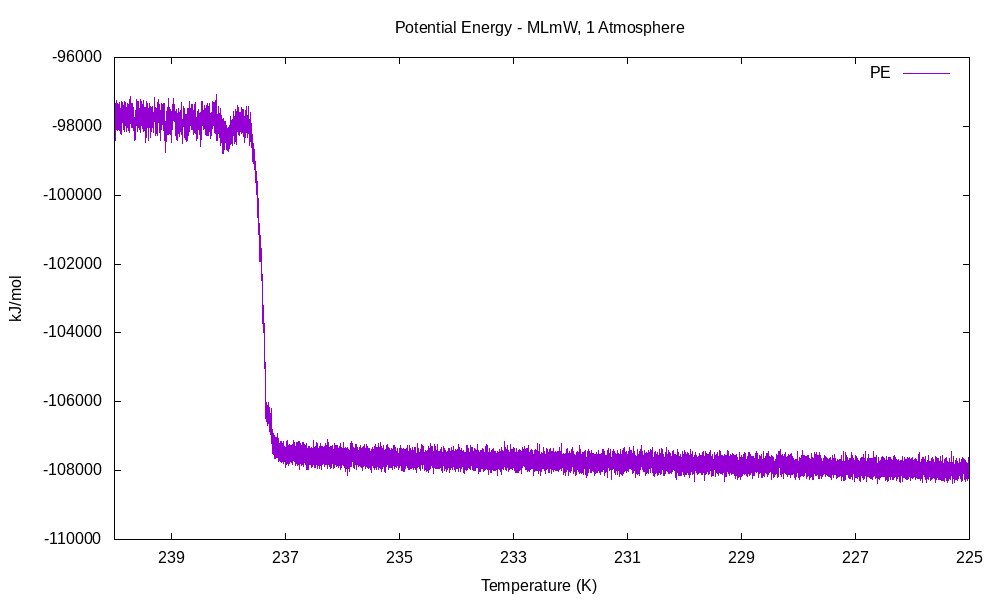 Potential Energy - MLmW, 1 Atmosphere
PE
-96000
-98000
-100000
-102000
-104000
-106000
-108000
-110000
kJ/mol
239 237 235 233 231 229 227 225
Temperature (K)